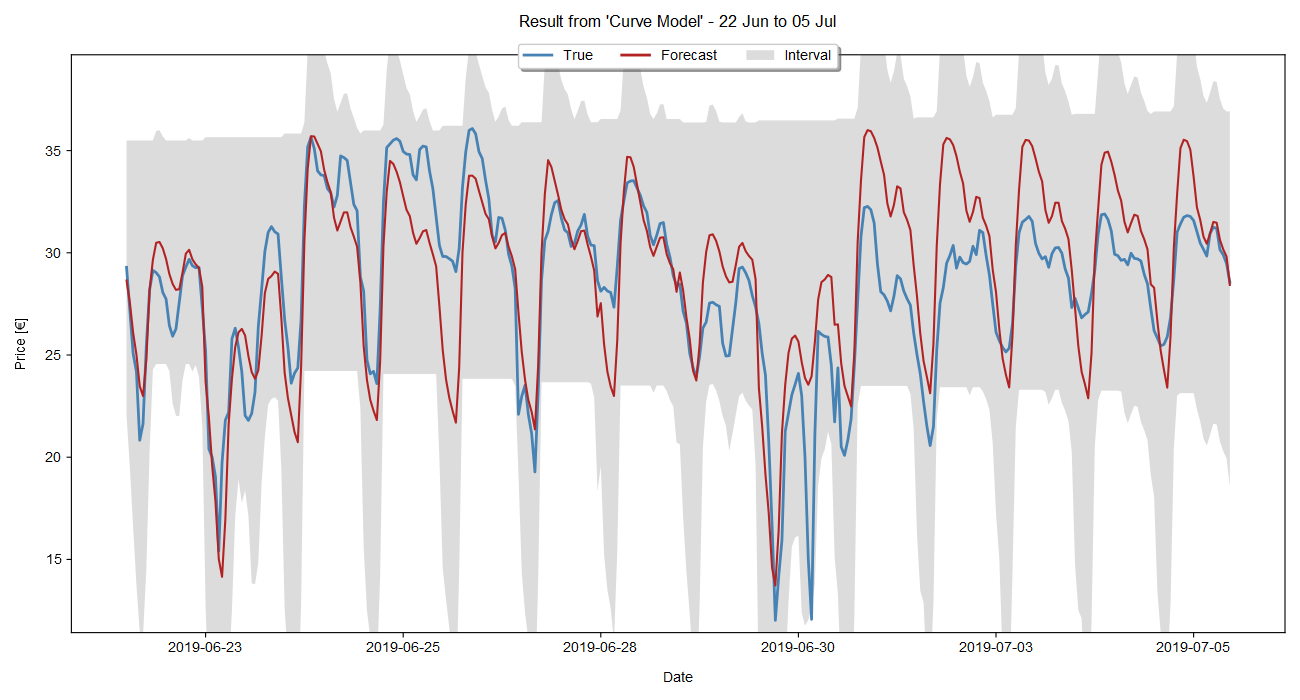 Result from 'Curve Model' - 22 Jun to 05 Jul
True Forecast Interval
35
30
25
20
15
Price [€]
2019-06-23 2019-06-25 2019-06-28 2019-06-30 2019-07-03 2019-07-05
Date